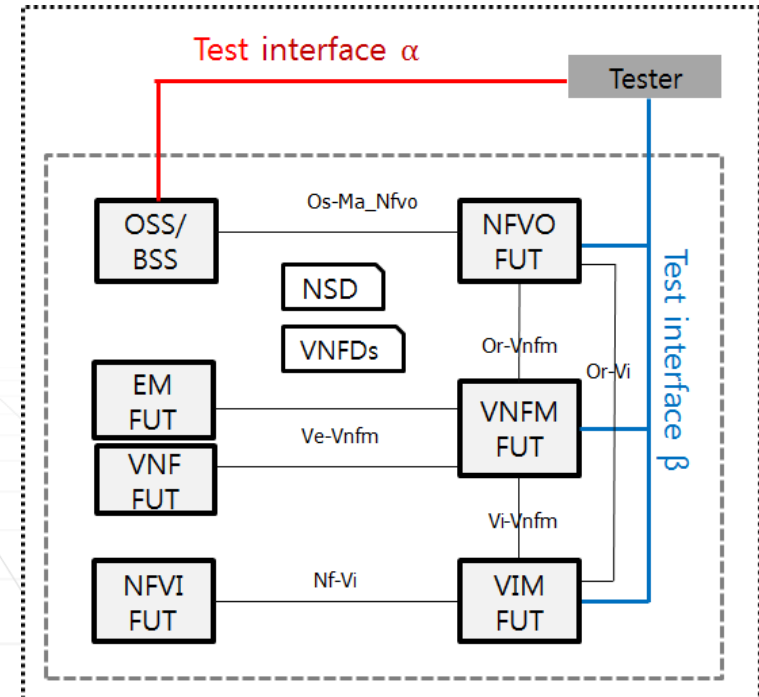 Test interface α
Tester
Os-Ma_Nfvo
OSS/
BSS
NFVO
FUT
NSD
VNFDs
Or-Vnfm
Or-Vi
Test interface β
EM
FUT
VNF
FUT
Ve-Vnfm
VNFM
FUT
Vi-Vnfm
NFVI
FUT
Nf-Vi
VIM
FUT